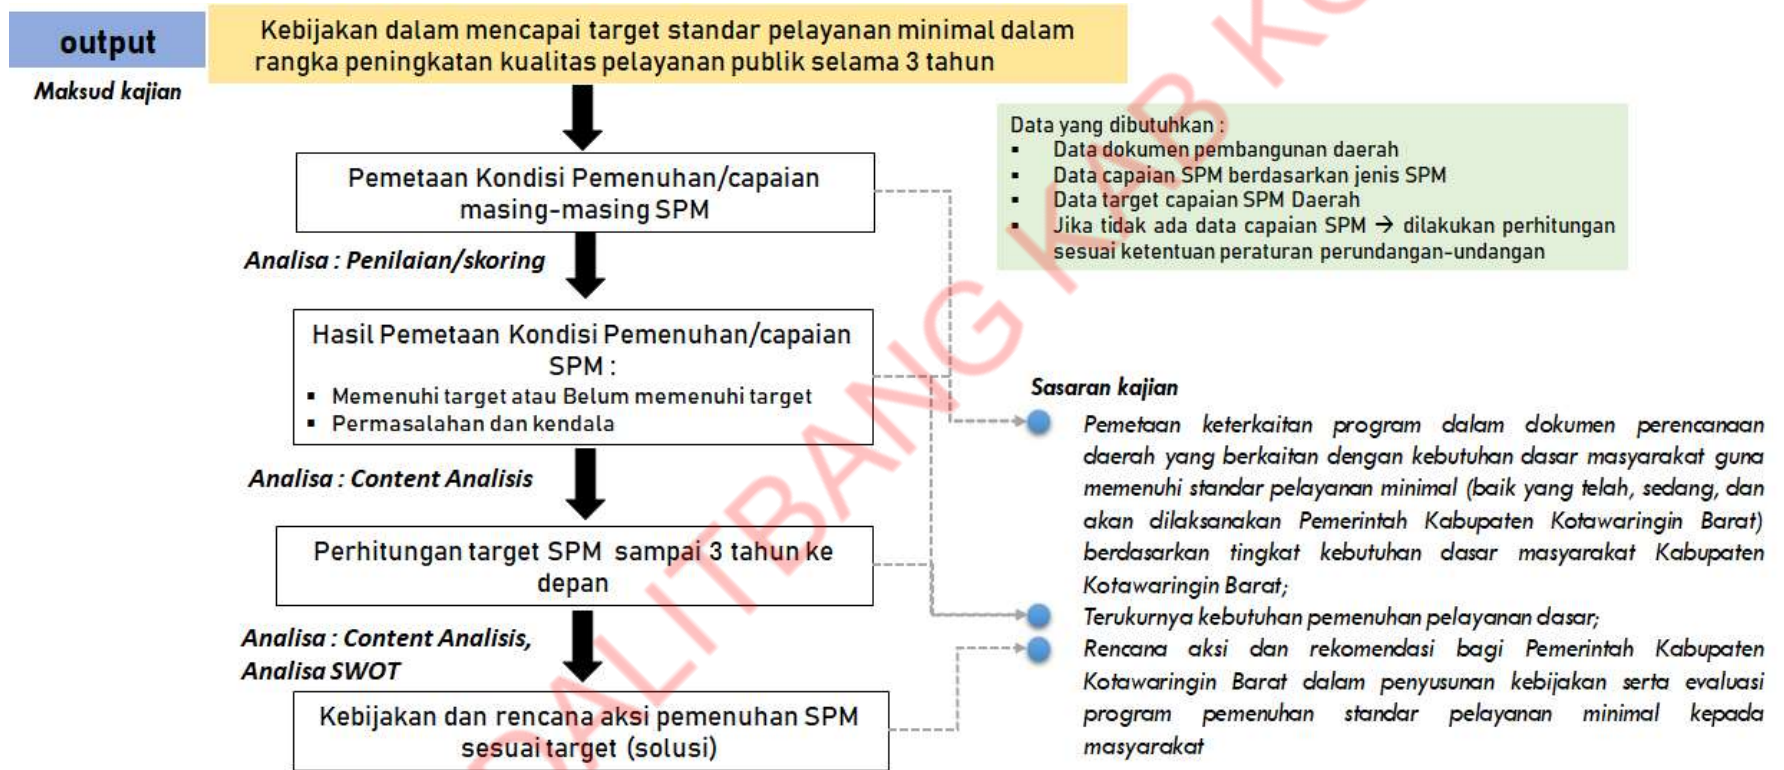 output
Kebijakan dalam mencapai target standar pelayanan minimal dalam
rangka peningkatan kualitas pelayanan publik selama 3 tahun
Maksud kajian
Data yang dibutuhkan :
▪ Data dokumen pembangunan daerah
▪ Data capaian SPM berdasarkan jenis SPM
▪ Data target capaian SPM Daerah
▪ Jika tidak ada data capaian SPM → dilakukan perhitungan
sesuai ketentuan peraturan perundangan-undangan
Pemetaan Kondisi Pemenuhan/capaian
masing-masing SPM
Analisa : Penilaian/skoring
Hasil Pemetaan Kondisi Pemenuhan/capaian
SPM :
▪ Memenuhi target atau Belum memenuhi target
▪ Permasalahan dan kendala
Analisa : Content Analisis
Perhitungan target SPM sampai 3 tahun ke
depan
Analisa : Content Analisis,
Analisa SWOT
Kebijakan dan rencana aksi pemenuhan SPM
sesuai target (solusi)
Sasaran kajian
Pemetaan keterkaitan program dalam dokumen perencanaan
daerah yang berkaitan dengan kebutuhan dasar masyarakat guna
memenuhi standar pelayanan minimal (baik yang telah, sedang, dan
akan dilaksanakan Pemerintah Kabupaten Kotawaringin Barat)
berdasarkan tingkat kebutuhan dasar masyarakat Kabupaten
Kotawaringin Barat;
Terukurnya kebutuhan pemenuhan pelayanan dasar;
Rencana aksi dan rekomendasi bagi Pemerintah Kabupaten
Kotawaringin Barat dalam penyusunan kebijakan serta evaluasi
program pemenuhan standar pelayanan minimal kepada
masyarakat
DALITBANG KAB KO